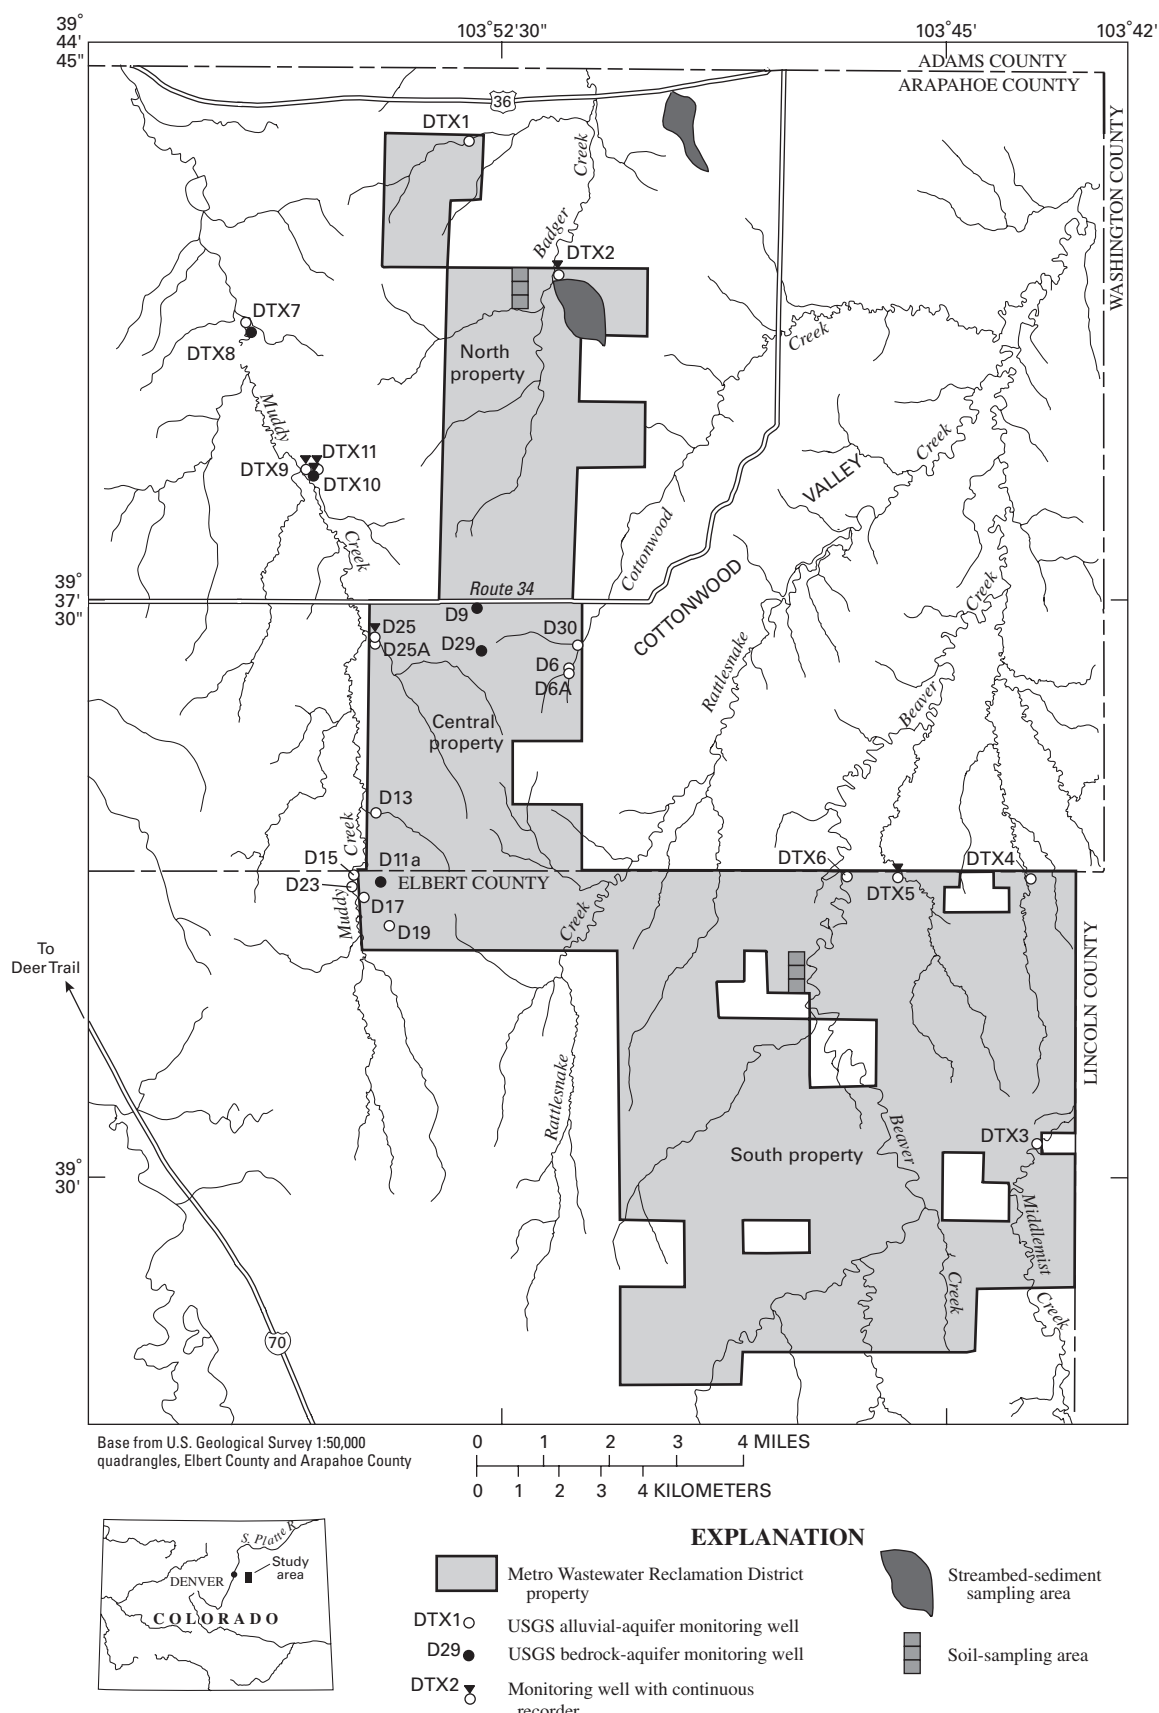 39°
44'
45"
103°52'30"
103°45'
103°42'
ADAMS COUNTY
ARAPAHOE COUNTY
WASHINGTON COUNTY
36
DTX1
Creek
Badger
DTX2
DTX7
DTX8
North
property
Creek
Muddy
Creek
DTX11
DTX9
DTX10
VALLEY
Creek
Cottonwood
COTTONWOOD
Creek
39°
37'
30"
Route 34
D9
D25
D25A
D29
D30
D6
D6A
Rattlesnake
Beaver
Central
property
D13
Creek
D15
D11a
D23
ELBERT COUNTY
D17
D19
Muddy
Creek
DTX6
DTX5
DTX4
To
Deer Trail
LINCOLN COUNTY
Rattlesnake
Beaver
DTX3
South property
39°
30'
Middlemist
Creek
Creek
70
Base from U.S. Geological Survey 1:50,000
quadrangles, Elbert County and Arapahoe County
0 1 2 3 4 MILES
0 1 2 3 4 KILOMETERS
S. Platte R
Study
area
DENVER
COLORADO
EXPLANATION
Metro Wastewater Reclamation District
property
DTX1 USGS alluvial-aquifer monitoring well
D29 USGS bedrock-aquifer monitoring well
DTX2 Monitoring well with continuous
recorder
Streambed-sediment
sampling area
Soil-sampling area